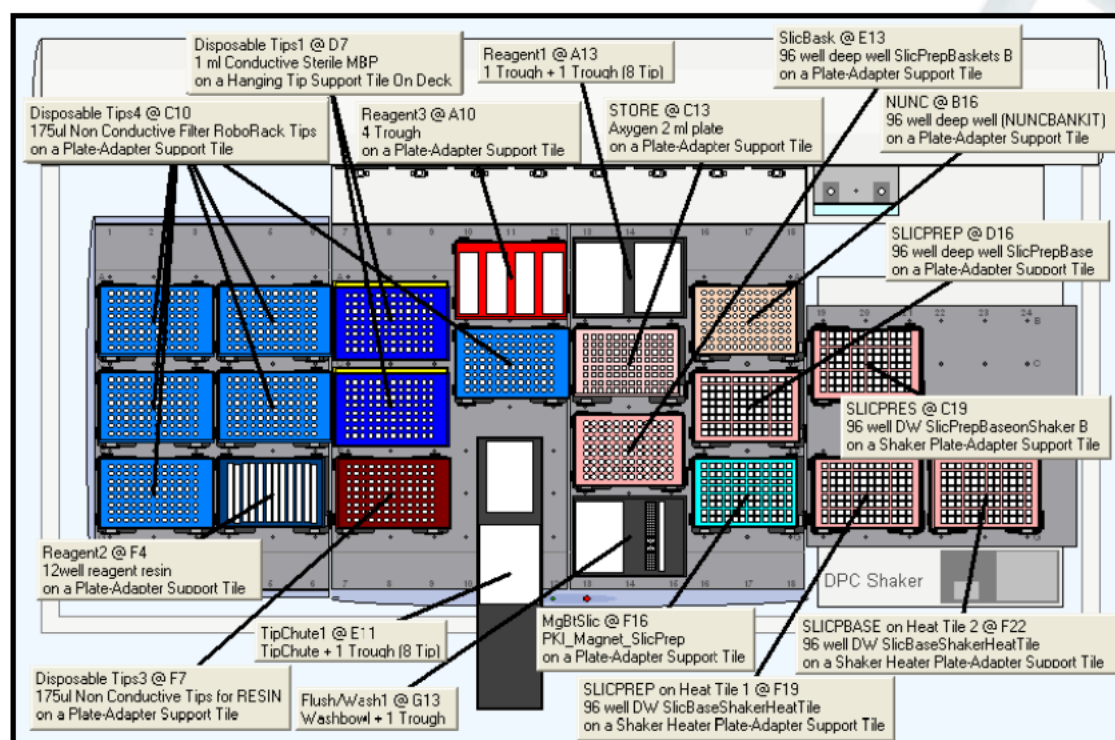 Disposable Tips1 @ D7
1 ml Conductive Sterile MBP
on a Hanging Tip Support Tile On Deck
Reagent1 @ A13
1 Trough + 1 Trough (8 Tip)
SlicBask @ E13
96 well deep well SlicPrepBaskets B
on a Plate-Adapter Support Tile
Disposable Tips4 @ C10
175ul Non Conductive Filter RoboRack Tips
on a Plate-Adapter Support Tile
Reagent3 @ A10
4 Trough
on a Plate-Adapter Support Tile
STORE @ C13
Axygen 2 ml plate
on a Plate-Adapter Support Tile
NUNC @ B16
96 well deep well (NUNCBANKIT)
on a Plate-Adapter Support Tile
SLICPREP @ D16
96 well deep well SlicPrepBase
on a Plate-Adapter Support Tile
SLICPRES @ C19
96 well DW SlicPrepBaseonShaker B
on a Shaker Plate-Adapter Support Tile
Reagent2 @ F4
12well reagent resin
on a Plate-Adapter Support Tile
DPC Shaker
TipChute1 @ E11
TipChute + 1 Trough (8 Tip)
MgBtSlic @ F16
PKI_Magnet_SlicPrep
on a Plate-Adapter Support Tile
SLICPBASE on Heat Tile 2 @ F22
96 well DW SlicBaseShakerHeatTile
on a Shaker Heater Plate-Adapter Support Tile
Disposable Tips3 @ F7
175ul Non Conductive Tips for RESIN
on a Plate-Adapter Support Tile
Flush/Wash1 @ G13
Washbowl + 1 Trough
SLICPREP on Heat Tile 1 @ F19
96 well DW SlicBaseShakerHeatTile
on a Shaker Heater Plate-Adapter Support Tile